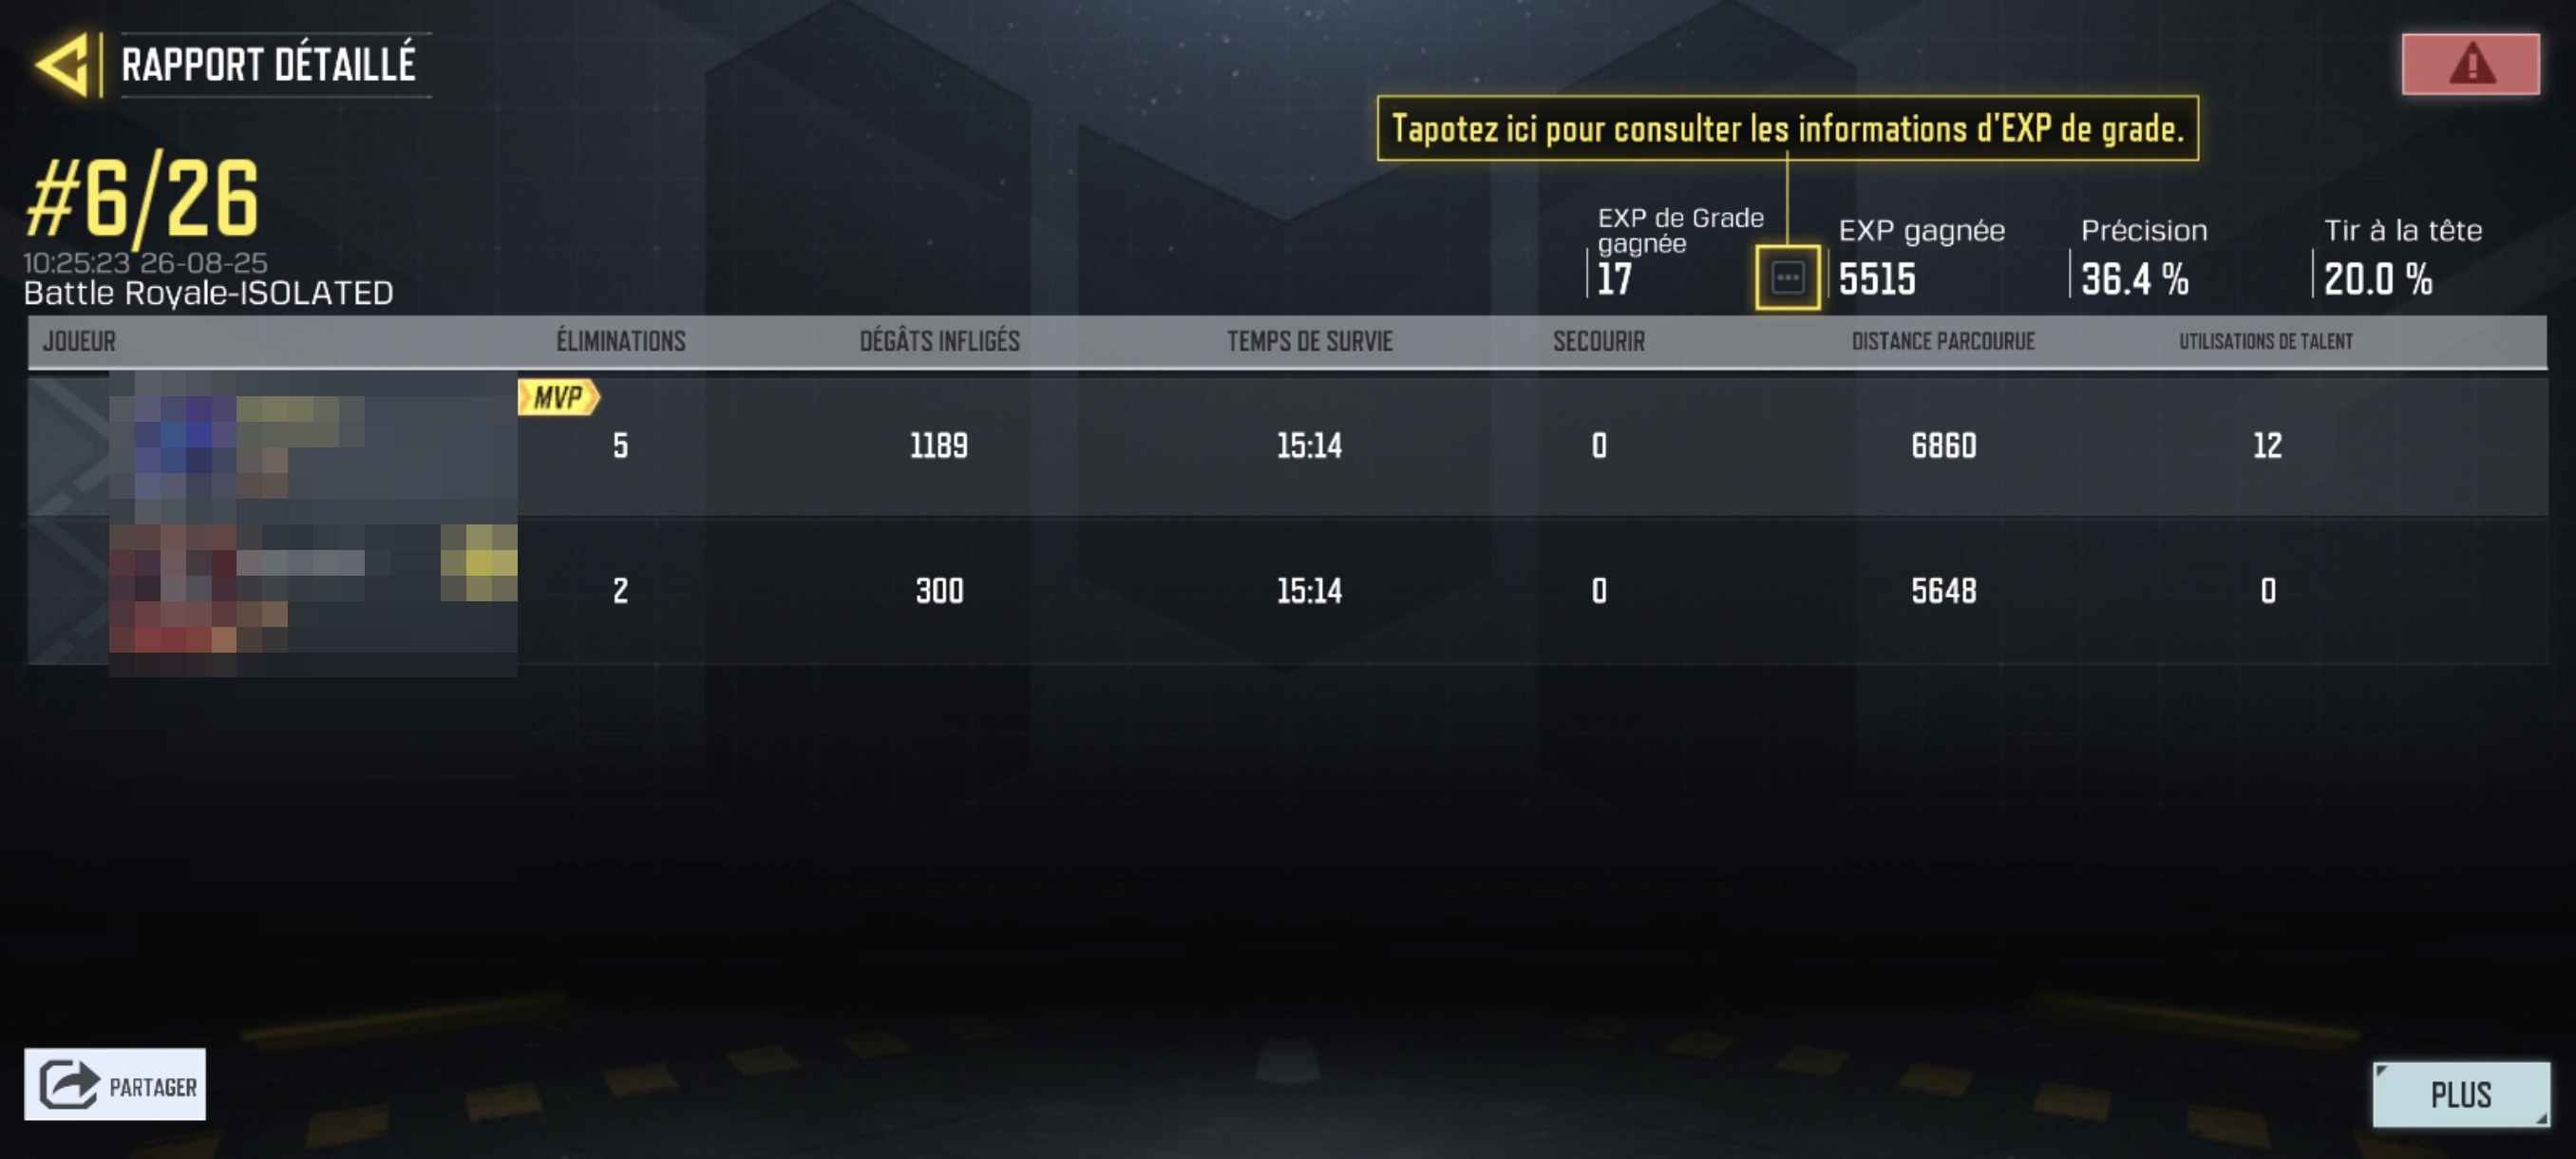 RAPPORT DÉTAILLÉ
Tapotez ici pour consulter les informations d'EXP de grade.
#6/26
10:25:23 26-08-25
Battle Royale-ISOLATED
EXP de Grade
gagnée
17
EXP gagnée
5515
Précision
36.4 %
Tir à la tête
20.0 %
JOUEUR ÉLIMINATIONS DÉGÂTS INFLIGÉS TEMPS DE SURVIE SECOURIR DISTANCE PARCOURUE UTILISATIONS DE TALENT
MVP
5 1189 15:14 0 6860 12
2 300 15:14 0 5648 0
PARTAGER
PLUS